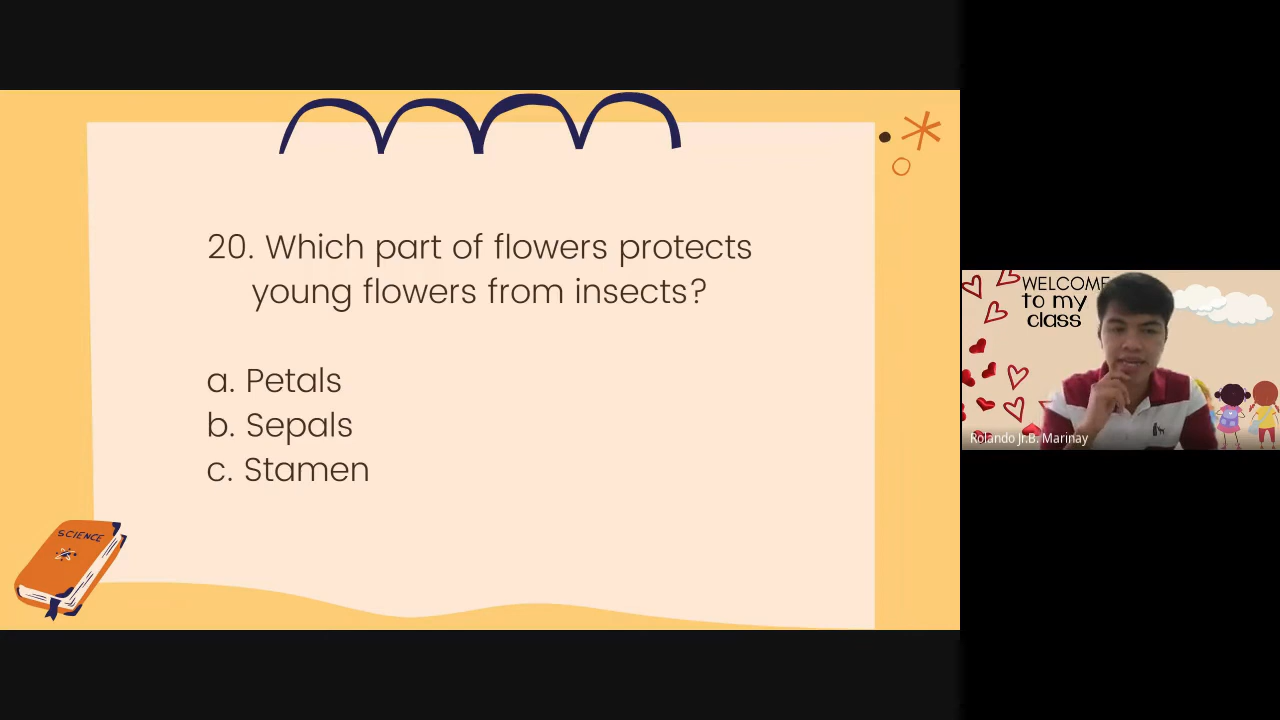 20. Which part of flowers protects
young flowers from insects?
a. Petals
b. Sepals
c. Stamen
SCIENCE
WELCOME
to my
class
Rolando Jr.B. Marinay